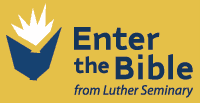 Enter
the Bible
from Luther Seminary